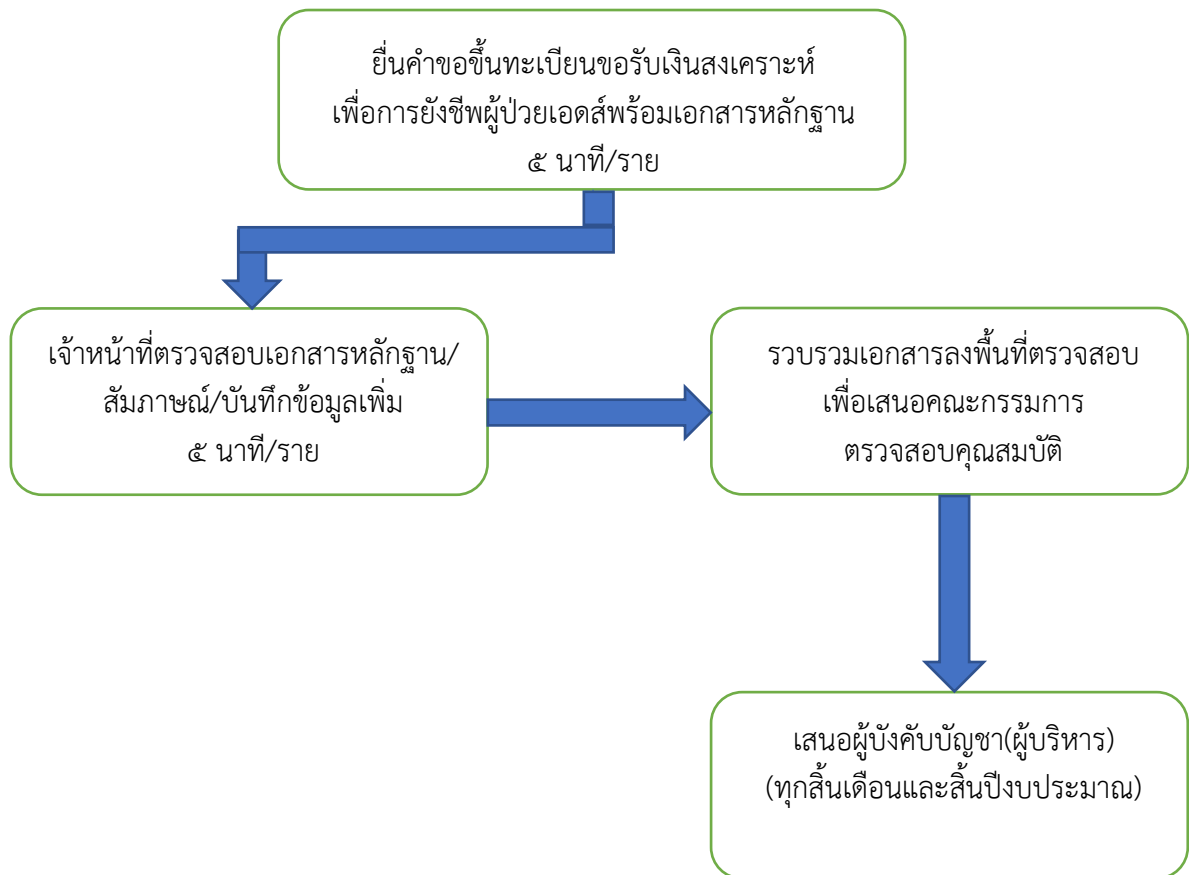 ยื่นคำขอขึ้นทะเบียนขอรับเงินสงเคราะห์
เพื่อการยังชีพผู้ป่วยเอดส์พร้อมเอกสารหลักฐาน
๕ นาที/ราย
เจ้าหน้าที่ตรวจสอบเอกสารหลักฐาน/
สัมภาษณ์/บันทึกข้อมูลเพิ่ม
๕ นาที/ราย
รวบรวมเอกสารลงพื้นที่ตรวจสอบ
เพื่อเสนอคณะกรรมการ
ตรวจสอบคุณสมบัติ
เสนอผู้บังคับบัญชา(ผู้บริหาร)
(ทุกสิ้นเดือนและสิ้นปีงบประมาณ)